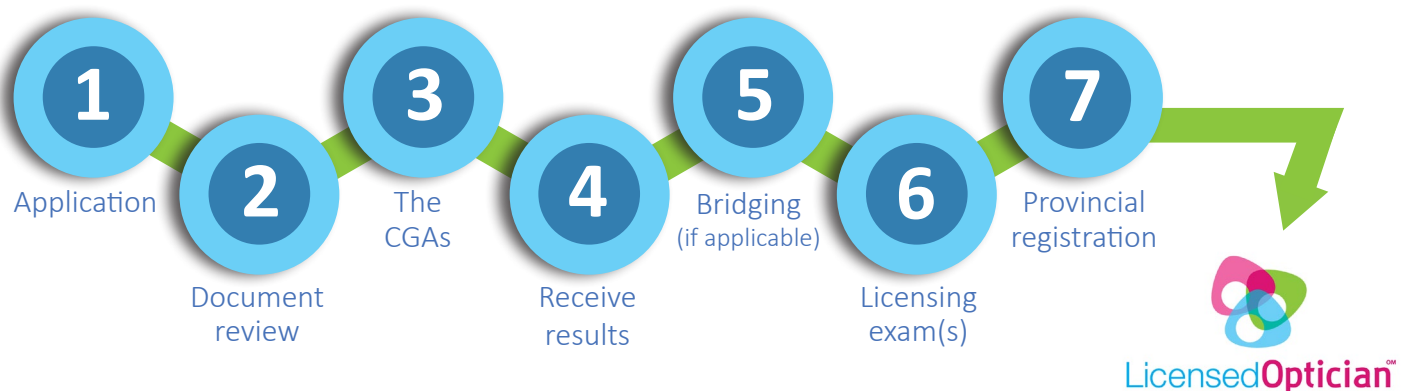 1
Application
2
Document
review
3
The
CGAs
4
Receive
results
5
Bridging
(if applicable)
6
Licensing
exam(s)
7
Provincial
registration
LicensedOptician℠